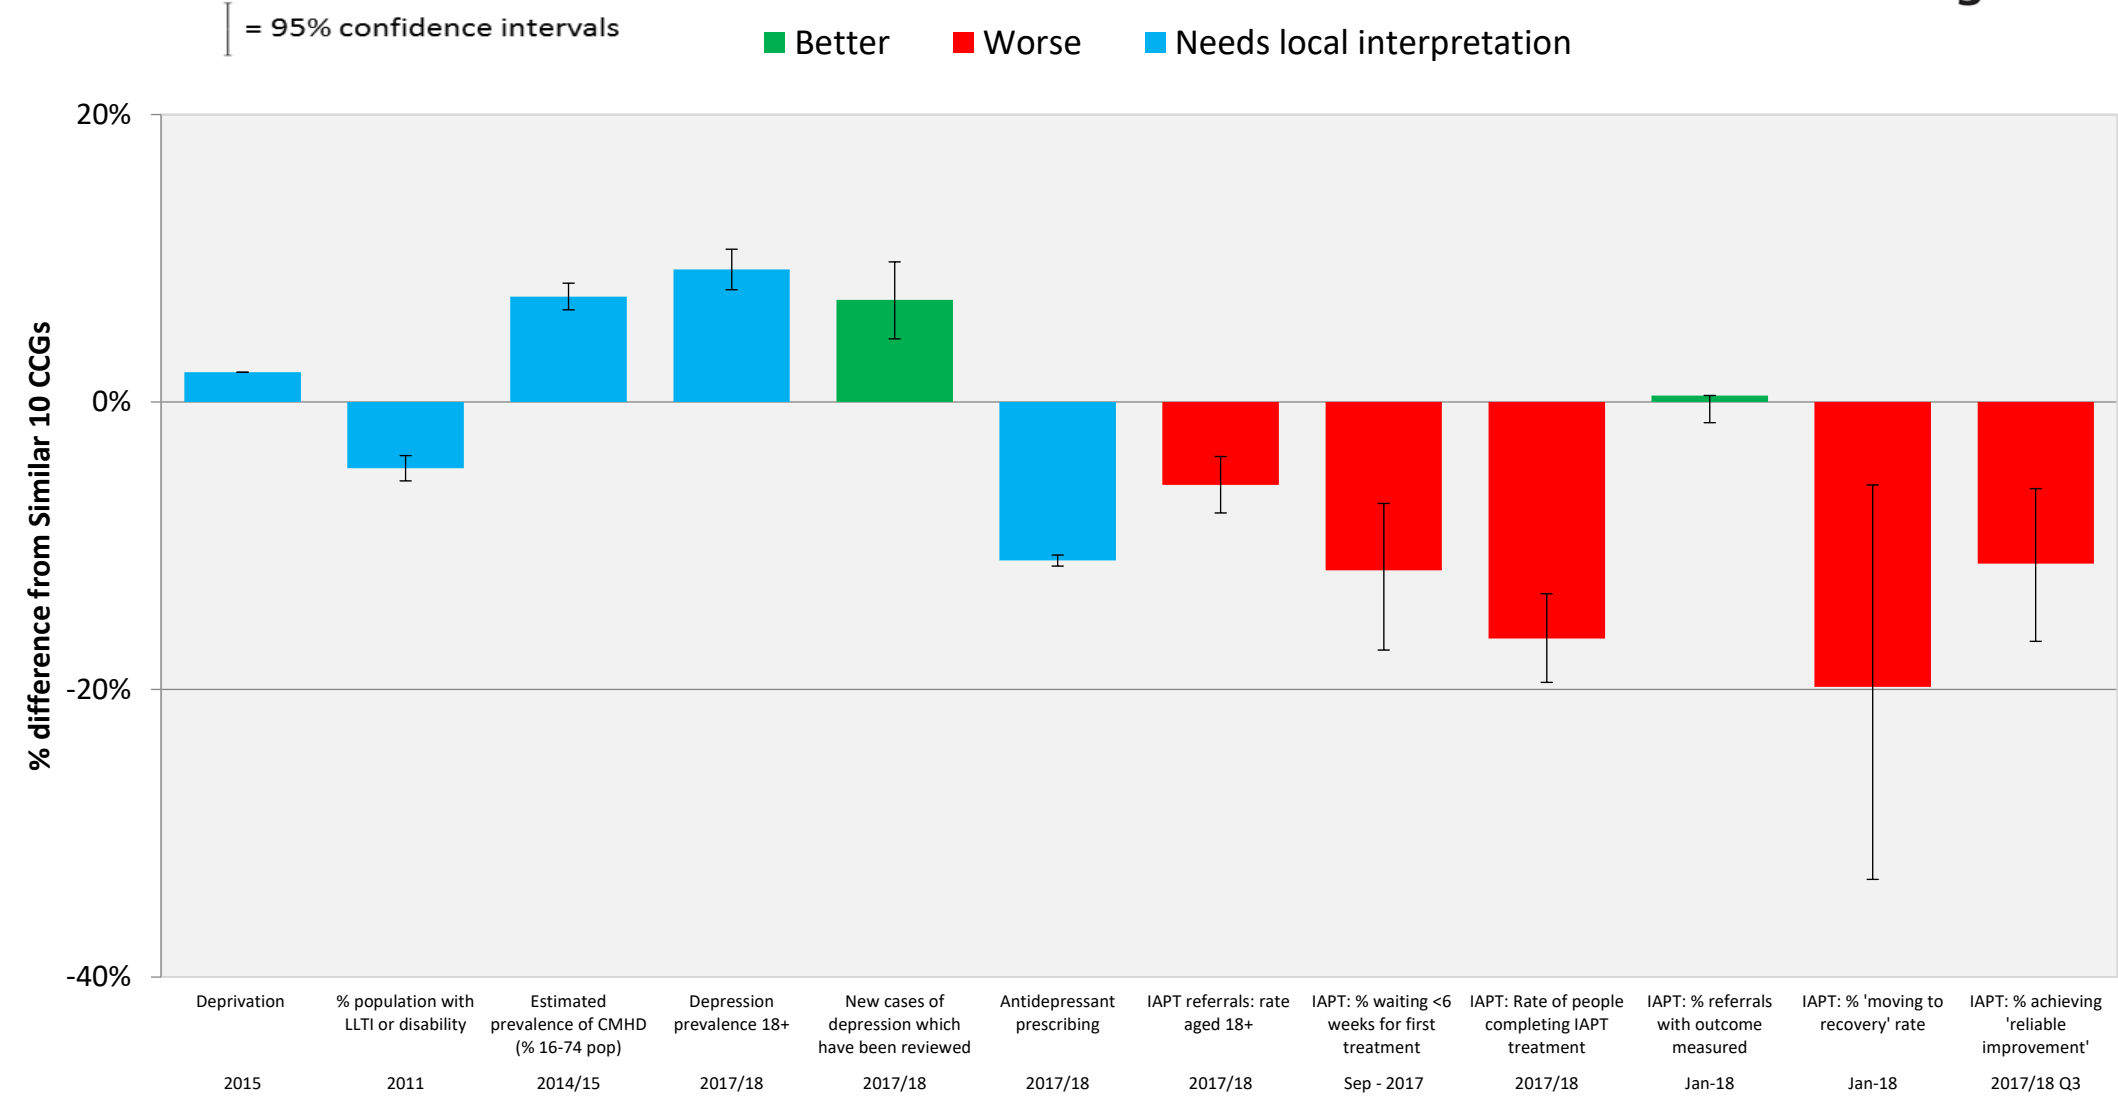 = 95% confidence intervals
Better Worse Needs local interpretation
20%
0%
-20%
-40%
% difference from Similar 10 CCGs
Deprivation
2015
% population with
LLTI or disability
2011
Estimated
prevalence of CMHD
(% 16-74 pop)
2014/15
Depression
prevalence 18+
2017/18
New cases of
depression which
have been reviewed
2017/18
Antidepressant
prescribing
2017/18
IAPT referrals: rate
aged 18+
2017/18
IAPT: % waiting <6
weeks for first
treatment
Sep - 2017
IAPT: Rate of people
completing IAPT
treatment
2017/18
IAPT: % referrals
with outcome
measured
Jan-18
IAPT: % 'moving to
recovery' rate
Jan-18
IAPT: % achieving
'reliable
improvement'
2017/18 Q3